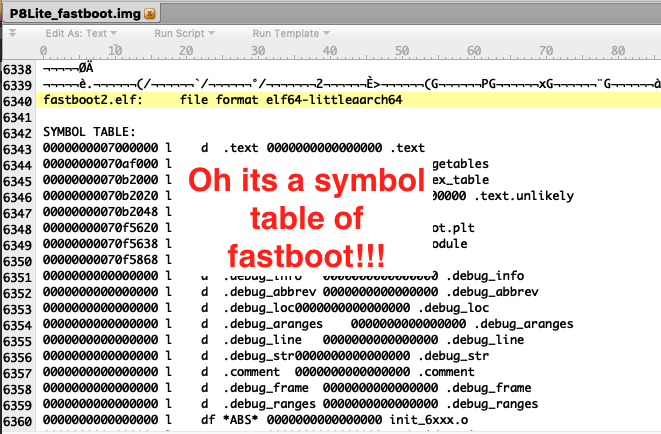 P8Lite_fastboot.img
Edit As: Text Run Script Run Template
0 10 20 30 40 50 60 70 80
6338 ¬¬¬¬¬ØÄ
6339 ¬¬¬¬¬è.¬¬¬¬¬¬(/¬¬¬¬¬¬`/¬¬¬¬¬¬°/¬¬¬¬¬¬2¬¬¬¬¬¬È>¬¬¬¬¬¬(G¬¬¬¬¬¬PG¬¬¬¬¬¬xG¬¬¬¬¬¬¨G¬¬¬¬¬¬à
6340 fastboot2.elf: file format elf64-littleaarch64
6341
6342 SYMBOL TABLE:
6343 0000000007000000 l d .text 0000000000000000 .text
6344 00000000070af000 l getables
6345 00000000070b2000 l ex_table
6346 00000000070b2020 l 00000 .text.unlikely
6347 00000000070b2048 l
6348 00000000070f5620 l ot.plt
6349 00000000070f5638 l odule
6350 00000000070f5868 l
Oh its a symbol
table of
fastboot!!!
6351 0000000000000000 l d .debug_info 0000000000000000 .debug_info
6352 0000000000000000 l d .debug_abbrev 0000000000000000 .debug_abbrev
6353 0000000000000000 l d .debug_loc0000000000000000 .debug_loc
6354 0000000000000000 l d .debug_aranges 0000000000000000 .debug_aranges
6355 0000000000000000 l d .debug_line 0000000000000000 .debug_line
6356 0000000000000000 l d .debug_str0000000000000000 .debug_str
6357 0000000000000000 l d .comment 0000000000000000 .comment
6358 0000000000000000 l d .debug_frame 0000000000000000 .debug_frame
6359 0000000000000000 l d .debug_ranges 0000000000000000 .debug_ranges
6360 0000000000000000 l df *ABS* 0000000000000000 init_6xxx.o